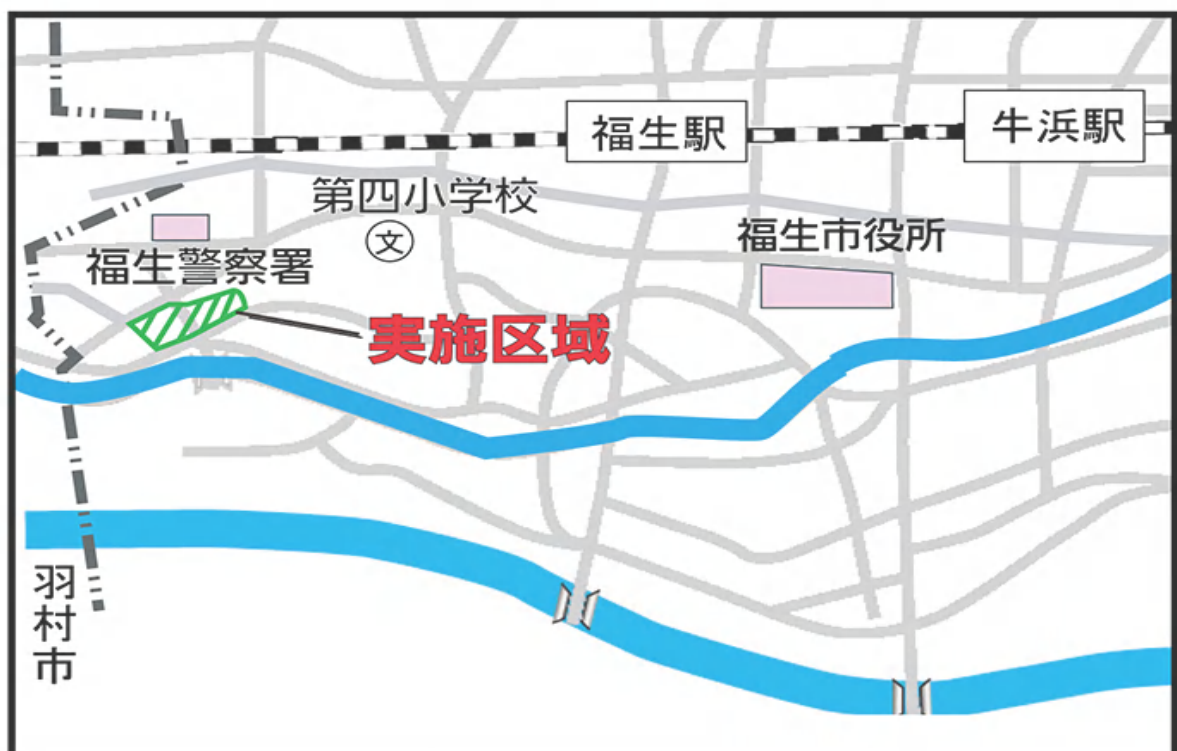 福生駅
牛浜駅
第四小学校
文
福生市役所
福生警察署
実施区域
羽村市